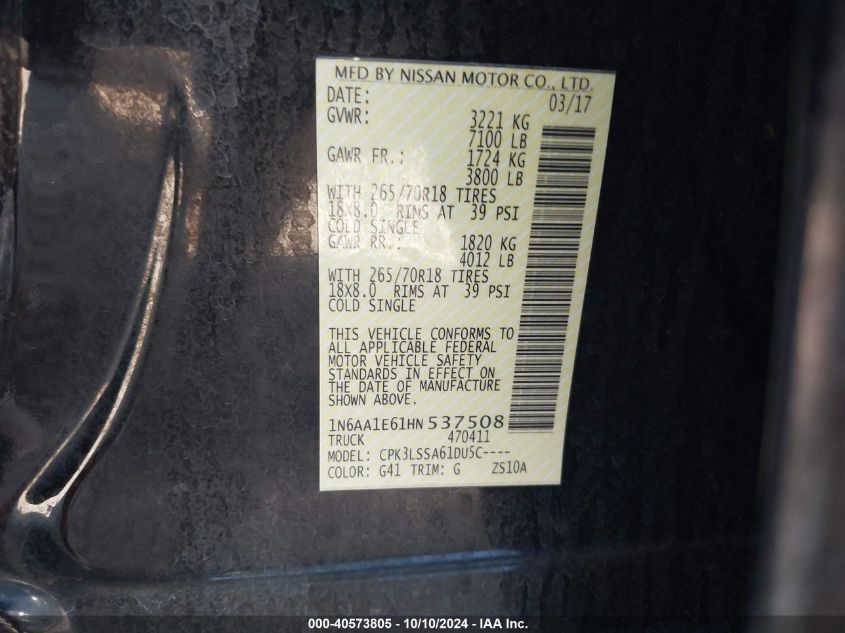 MFD BY NISSAN MOTOR CO., LTD.
DATE: 03/17
GVWR: 3221 KG
7100 LB
GAWR FR.: 1724 KG
3800 LB
WITH 265/70R18 TIRES
18X8.0 RIMS AT 39 PSI
COLD SINGLE
GAWR RR.: 1820 KG
4012 LB
WITH 265/70R18 TIRES
18X8.0 RIMS AT 39 PSI
COLD SINGLE
THIS VEHICLE CONFORMS TO
ALL APPLICABLE FEDERAL
MOTOR VEHICLE SAFETY
STANDARDS IN EFFECT ON
THE DATE OF MANUFACTURE
SHOWN ABOVE.
1N6AA1E61HN537508
TRUCK 470411
MODEL: CPK3LSSA61DU5C----
COLOR: G41 TRIM: G ZS10A
000-40573805 - 10/10/2024 - IAA Inc.